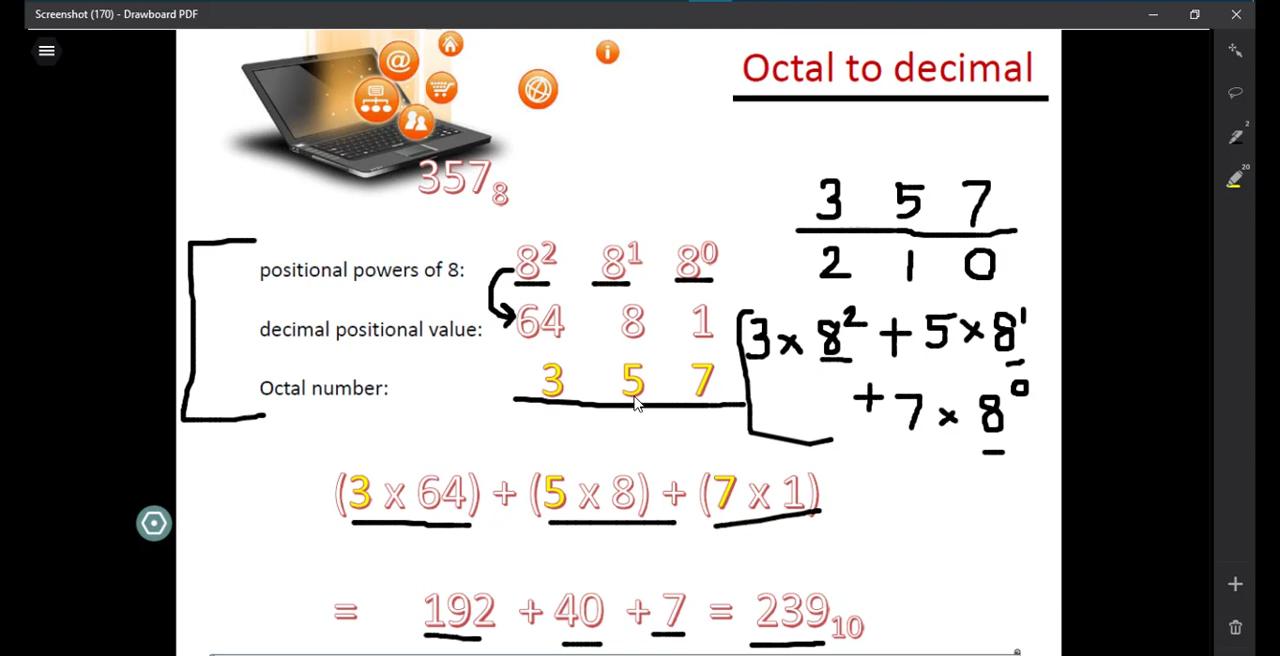 Screenshot (170) - Drawboard PDF
Octal to decimal
357₈
3 5 7
2 1 0
positional powers of 8: 8² 8¹ 8⁰
decimal positional value: 64 8 1
Octal number: 3 5 7
3 x 8² + 5 x 8¹
+ 7 x 8⁰
(3 x 64) + (5 x 8) + (7 x 1)
= 192 + 40 + 7 = 239₁₀
2
20